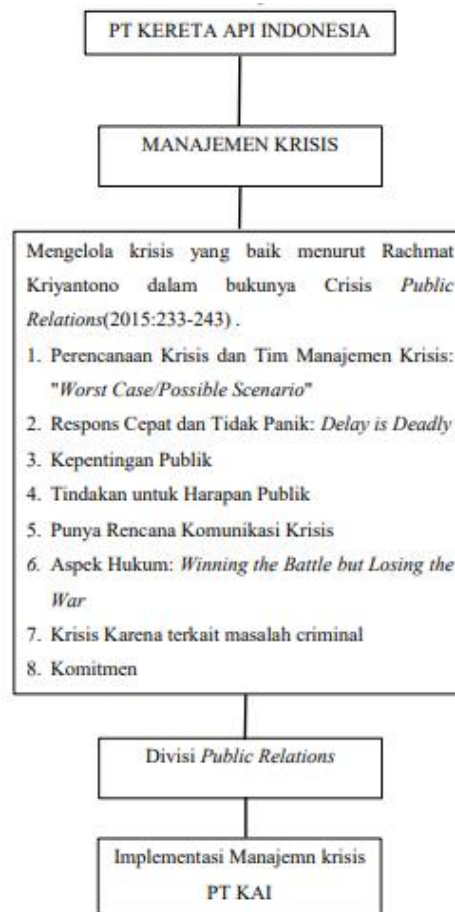 PT KERETA API INDONESIA
MANAJEMEN KRISIS
Mengelola krisis yang baik menurut Rachmat
Kriyantono dalam bukunya Crisis Public
Relations(2015:233-243) .
1. Perencanaan Krisis dan Tim Manajemen Krisis:
"Worst Case/Possible Scenario"
2. Respons Cepat dan Tidak Panik: Delay is Deadly
3. Kepentingan Publik
4. Tindakan untuk Harapan Publik
5. Punya Rencana Komunikasi Krisis
6. Aspek Hukum: Winning the Battle but Losing the
War
7. Krisis Karena terkait masalah criminal
8. Komitmen
Divisi Public Relations
Implementasi Manajemn krisis
PT KAI